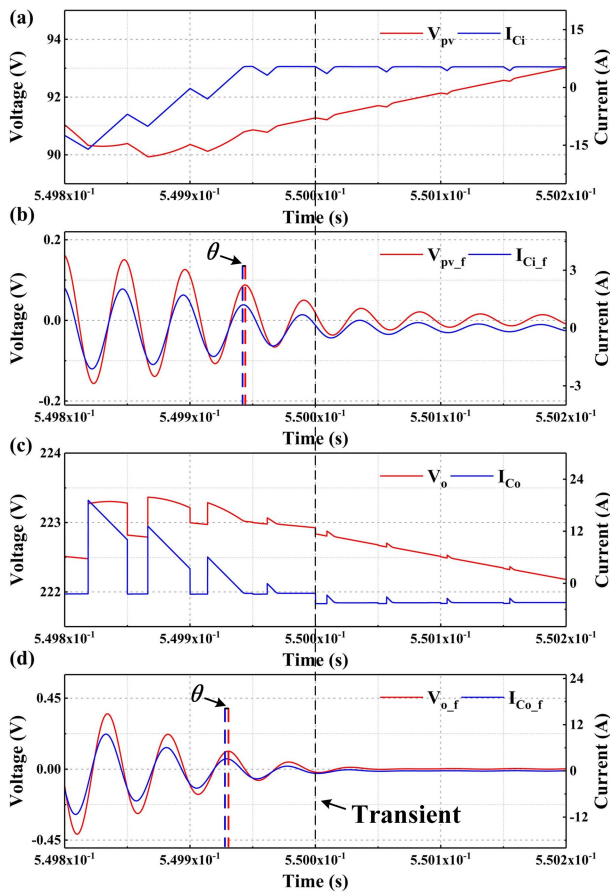 (a)
V_pv I_Ci
Voltage (V)
94
92
90
Current (A)
15
0
-15
5.498x10⁻¹ 5.499x10⁻¹ 5.500x10⁻¹ 5.501x10⁻¹ 5.502x10⁻¹
Time (s)
(b)
θ
V_pv_f I_Ci_f
Voltage (V)
0.2
0.0
-0.2
Current (A)
3
0
-3
5.498x10⁻¹ 5.499x10⁻¹ 5.500x10⁻¹ 5.501x10⁻¹ 5.502x10⁻¹
Time (s)
(c)
V_o I_Co
Voltage (V)
224
223
222
Current (A)
24
12
0
-12
5.498x10⁻¹ 5.499x10⁻¹ 5.500x10⁻¹ 5.501x10⁻¹ 5.502x10⁻¹
Time (s)
(d)
θ
V_o_f I_Co_f
Voltage (V)
0.45
0.00
-0.45
Current (A)
24
12
0
-12
Transient
5.498x10⁻¹ 5.499x10⁻¹ 5.500x10⁻¹ 5.501x10⁻¹ 5.502x10⁻¹
Time (s)